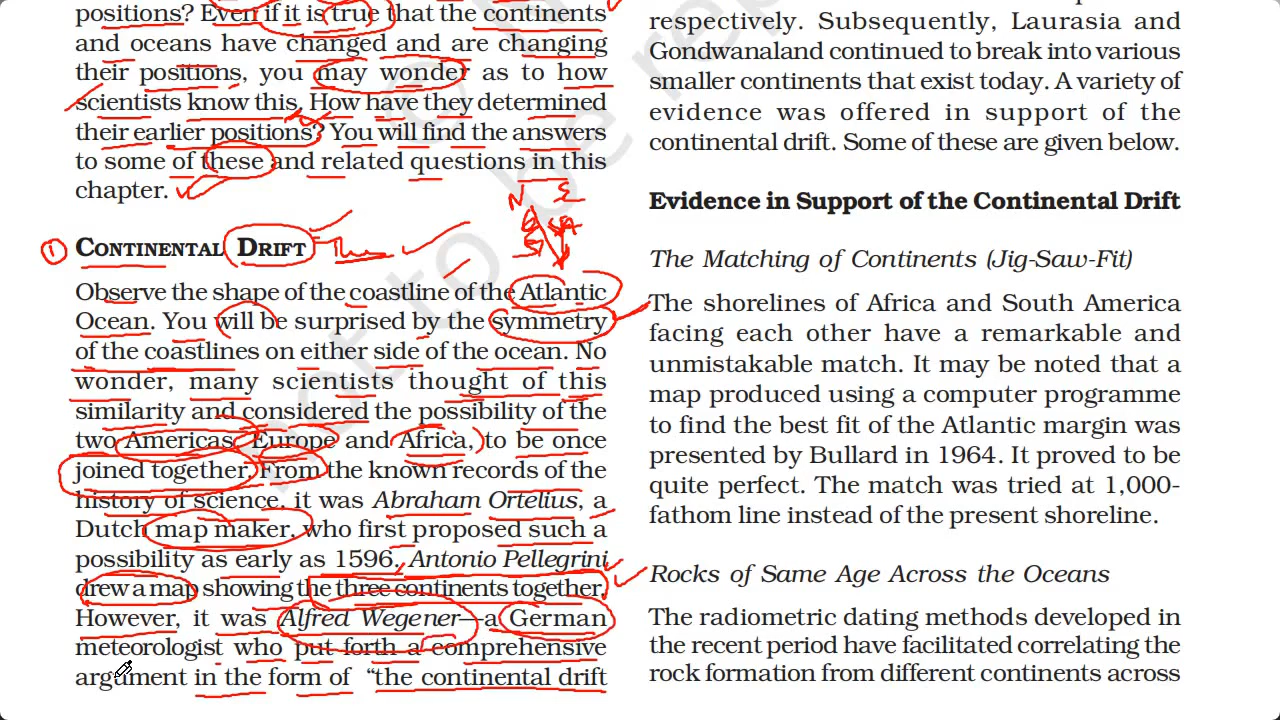 positions? Even if it is true that the continents
and oceans have changed and are changing
their positions, you may wonder as to how
scientists know this. How have they determined
their earlier positions? You will find the answers
to some of these and related questions in this
chapter.
① CONTINENTAL DRIFT
Observe the shape of the coastline of the Atlantic
Ocean. You will be surprised by the symmetry
of the coastlines on either side of the ocean. No
wonder, many scientists thought of this
similarity and considered the possibility of the
two Americas, Europe and Africa, to be once
joined together. From the known records of the
history of science, it was Abraham Ortelius, a
Dutch map maker, who first proposed such a
possibility as early as 1596. Antonio Pellegrini
drew a map showing the three continents together.
However, it was Alfred Wegener—a German
meteorologist who put forth a comprehensive
argument in the form of “the continental drift
respectively. Subsequently, Laurasia and
Gondwanaland continued to break into various
smaller continents that exist today. A variety of
evidence was offered in support of the
continental drift. Some of these are given below.
Evidence in Support of the Continental Drift
The Matching of Continents (Jig-Saw-Fit)
The shorelines of Africa and South America
facing each other have a remarkable and
unmistakable match. It may be noted that a
map produced using a computer programme
to find the best fit of the Atlantic margin was
presented by Bullard in 1964. It proved to be
quite perfect. The match was tried at 1,000-
fathom line instead of the present shoreline.
Rocks of Same Age Across the Oceans
The radiometric dating methods developed in
the recent period have facilitated correlating the
rock formation from different continents across